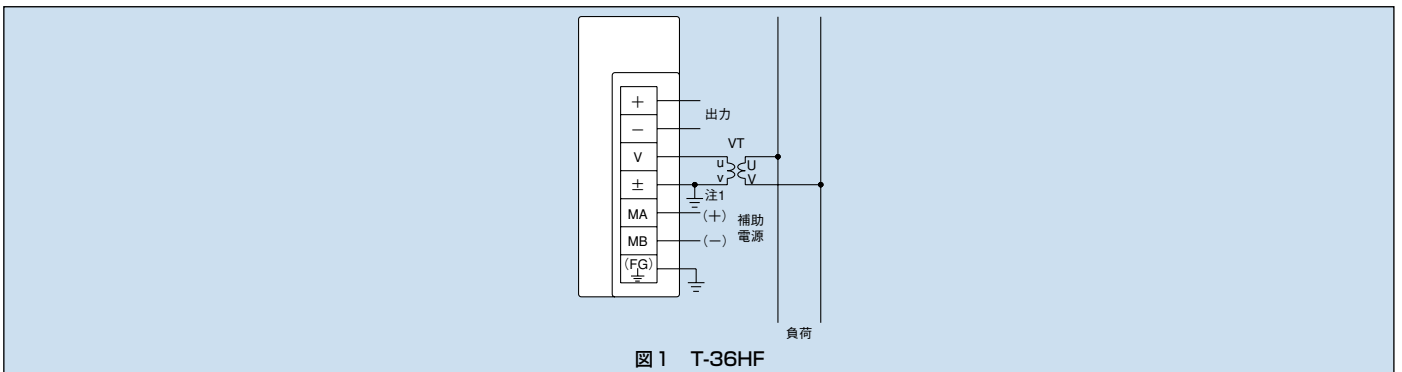 +
出力
−
VT
V
u
U
v
V
±
注1
MA
(+)
補助
MB
(−)
電源
(FG)
負荷
図1 T-36HF